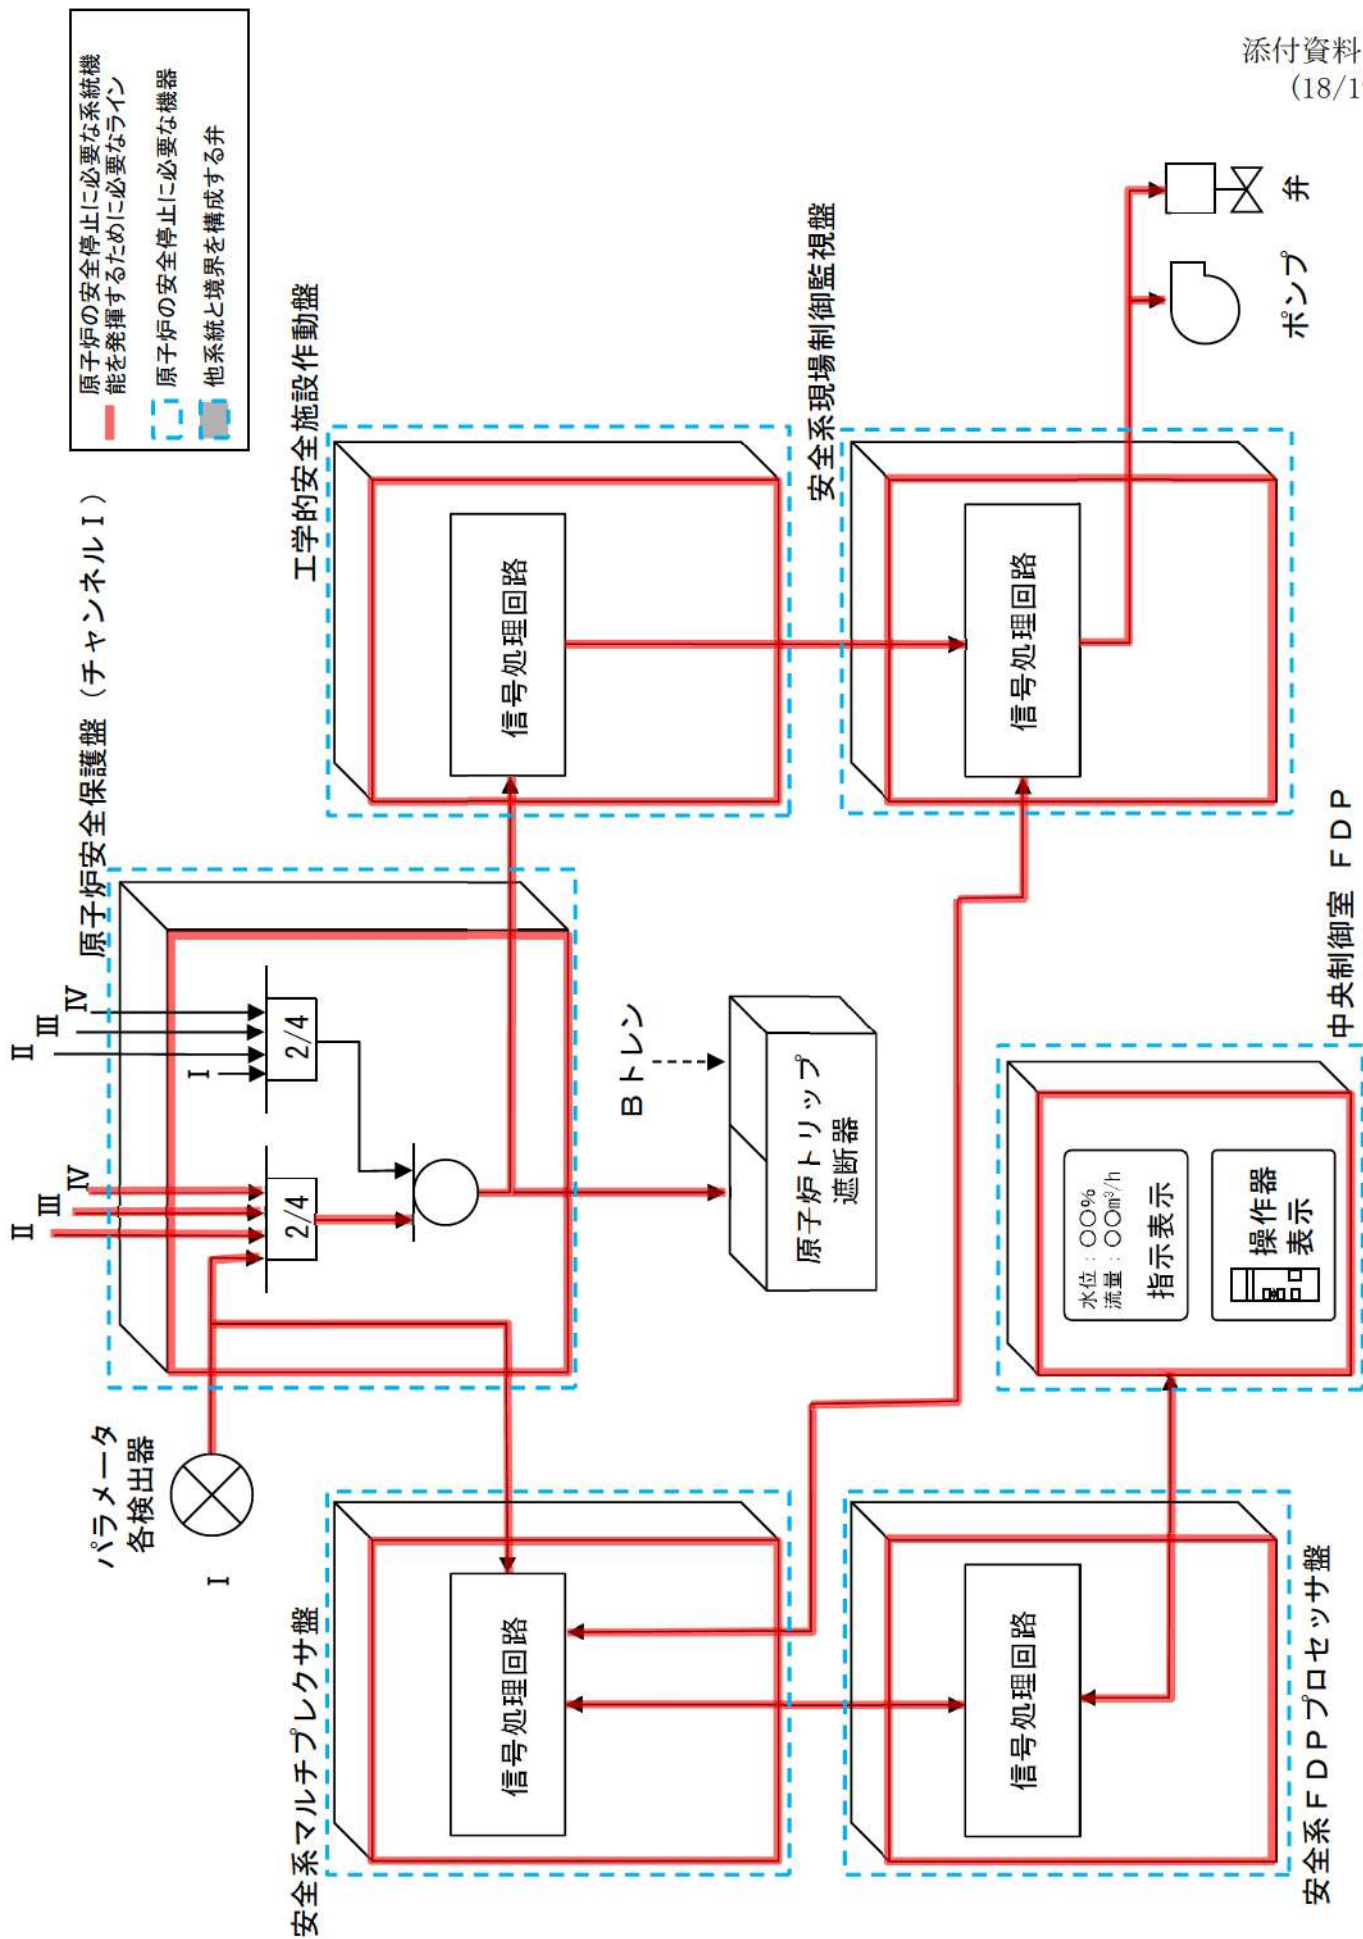 添付資料
(18/1
原子炉の安全停止に必要な系統機
能を発揮するために必要なライン
原子炉の安全停止に必要な機器
他系統と境界を構成する弁
パラメータ
各検出器
Ⅰ
Ⅱ
Ⅲ
Ⅳ
Ⅱ
Ⅲ
Ⅳ
Ⅰ
原子炉安全保護盤（チャンネルⅠ）
2/4
2/4
安全系マルチプレクサ盤
信号処理回路
工学的安全施設作動盤
信号処理回路
Bトレン
原子炉トリップ
遮断器
安全系FDPプロセッサ盤
信号処理回路
中央制御室 FDP
水位：〇〇%
流量：〇〇m³/h
指示表示
操作器
表示
安全系現場制御監視盤
信号処理回路
ポンプ
弁